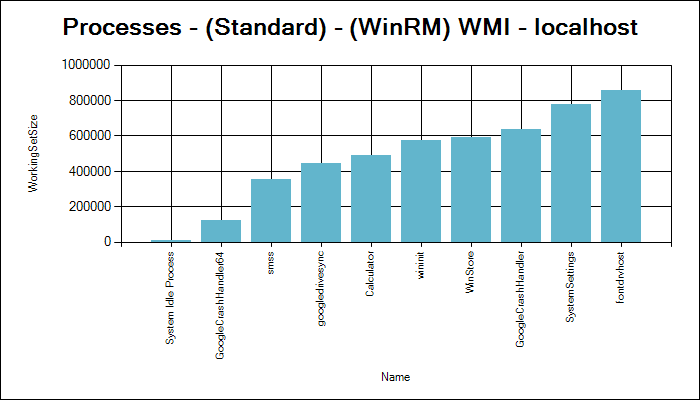 Processes - (Standard) - (WinRM) WMI - localhost
1000000
800000
600000
400000
200000
0
WorkingSetSize
System Idle Process
GoogleCrashHandler64
smss
googledrivesync
Calculator
wininit
WinStore
GoogleCrashHandler
SystemSettings
fontdrvhost
Name